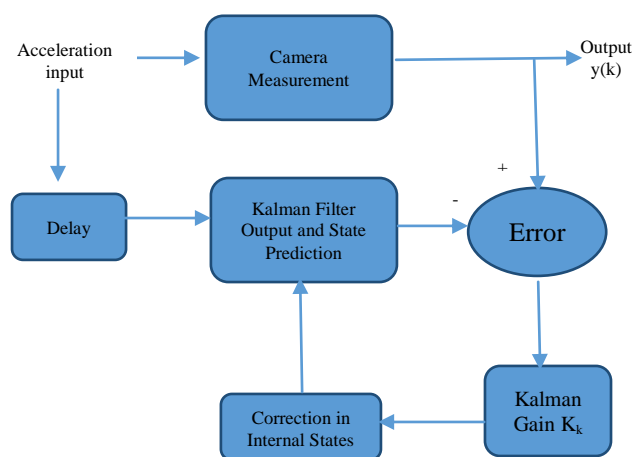 Acceleration
input
Camera
Measurement
Output
y(k)
+
-
Delay
Kalman Filter
Output and State
Prediction
Error
Correction in
Internal States
Kalman
Gain Kₖ